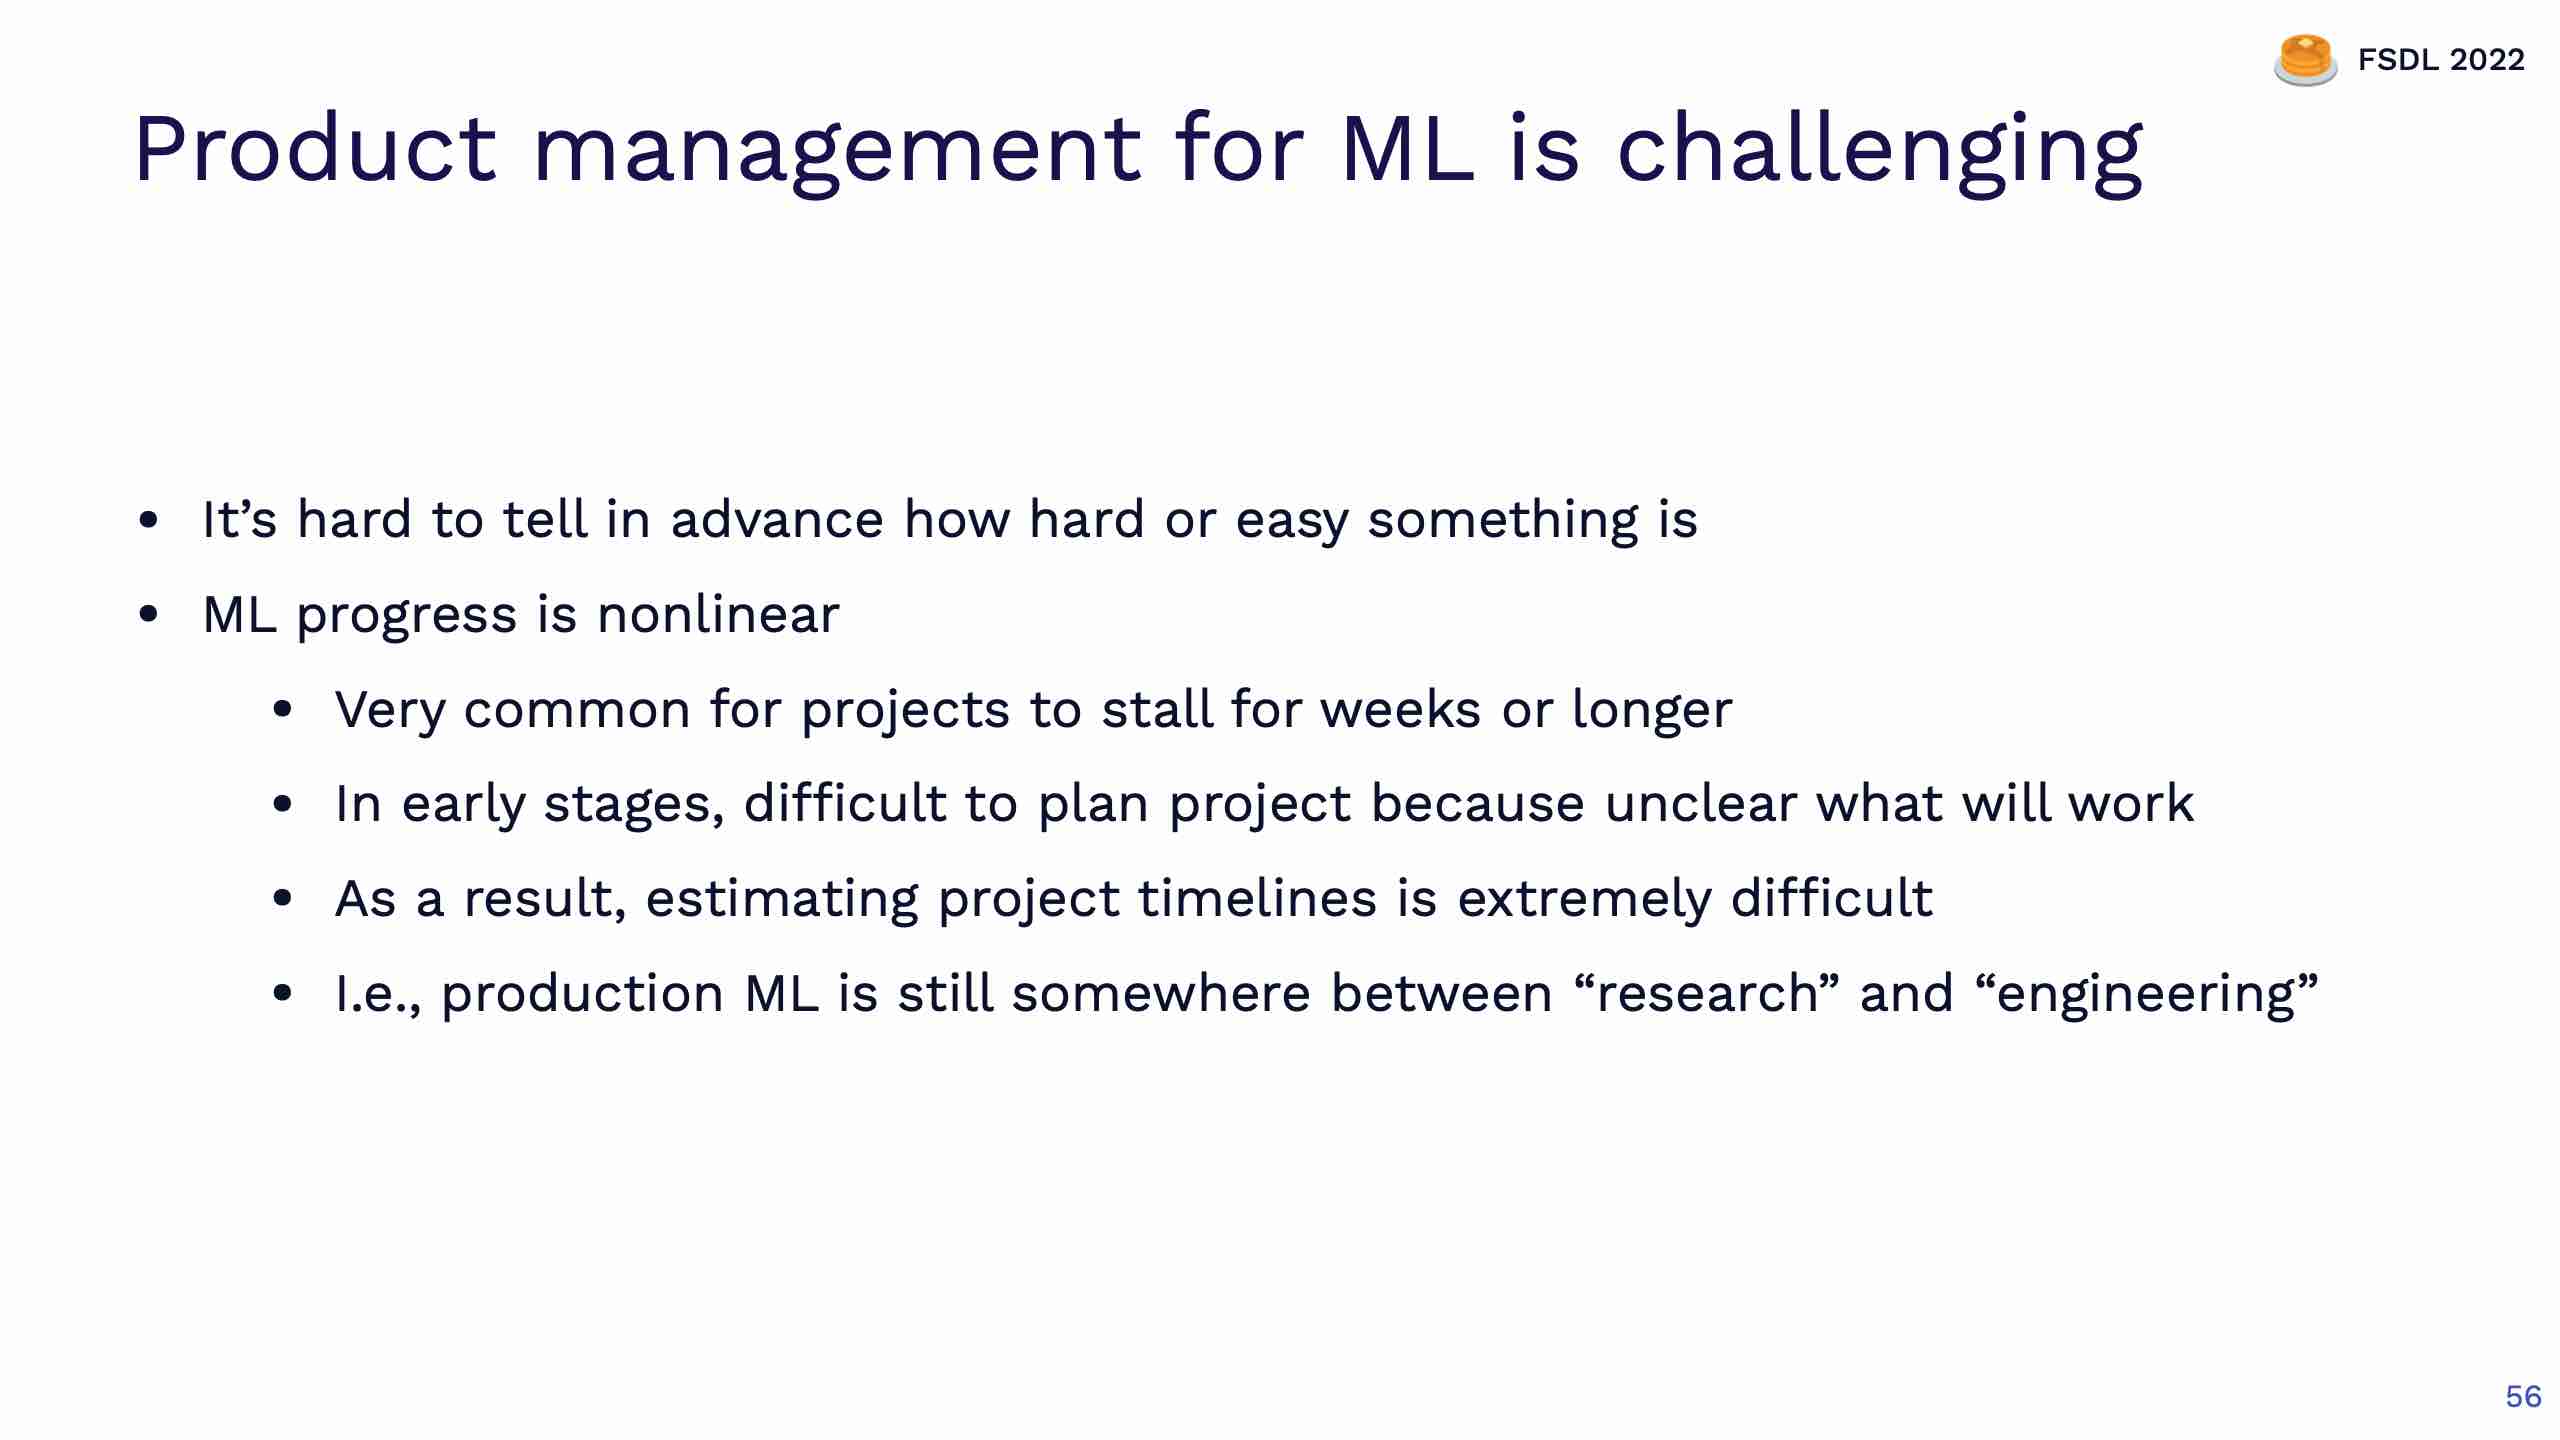 FSDL 2022
Product management for ML is challenging
• It’s hard to tell in advance how hard or easy something is
• ML progress is nonlinear
• Very common for projects to stall for weeks or longer
• In early stages, difficult to plan project because unclear what will work
• As a result, estimating project timelines is extremely difficult
• I.e., production ML is still somewhere between “research” and “engineering”
56